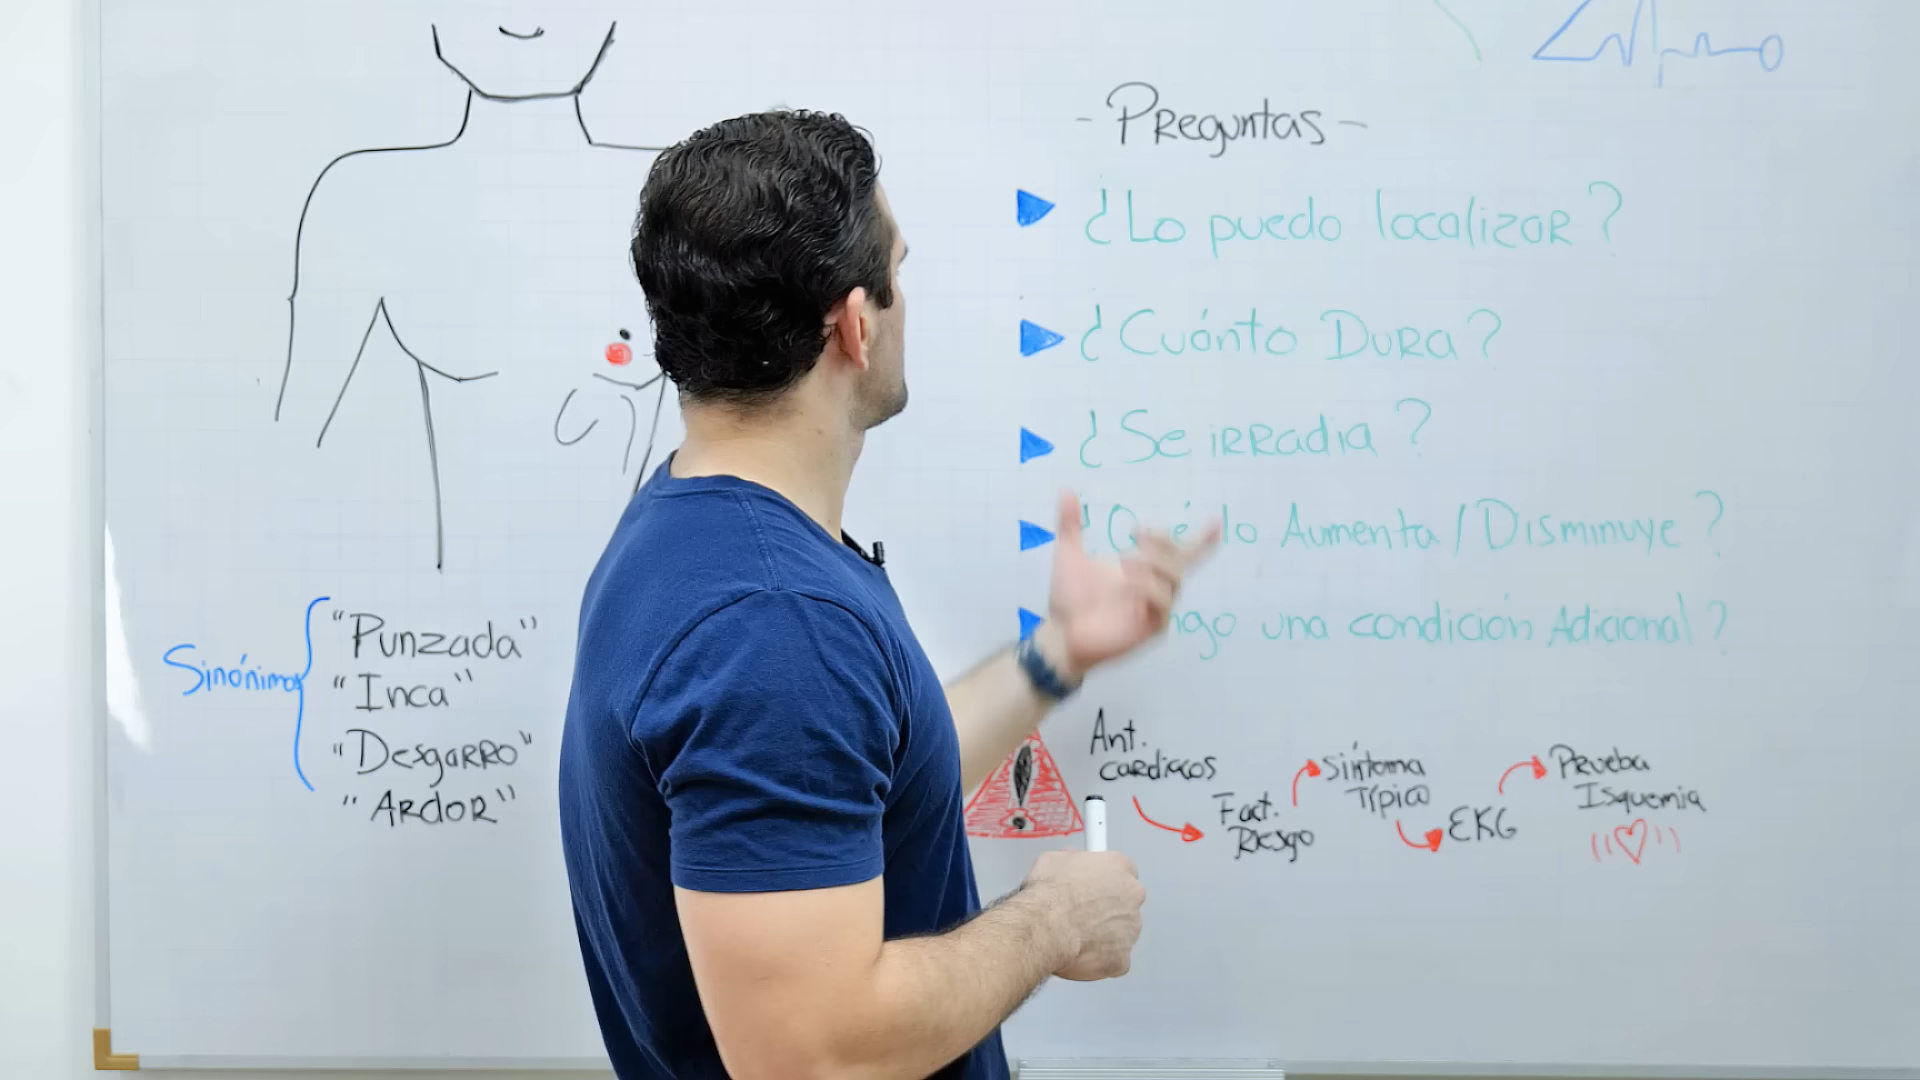 - Preguntas -
¿Lo puedo localizar?
¿Cuánto Dura?
¿Se irradia?
lo Aumenta / Disminuye?
una condición Adicional?
Sinónimos
"Punzada"
"Inca"
"Desgarro"
"Ardor"
Ant.
cardiacos
Fact.
Riesgo
Síntoma
Típico
EKG
Prueba
Isquemia